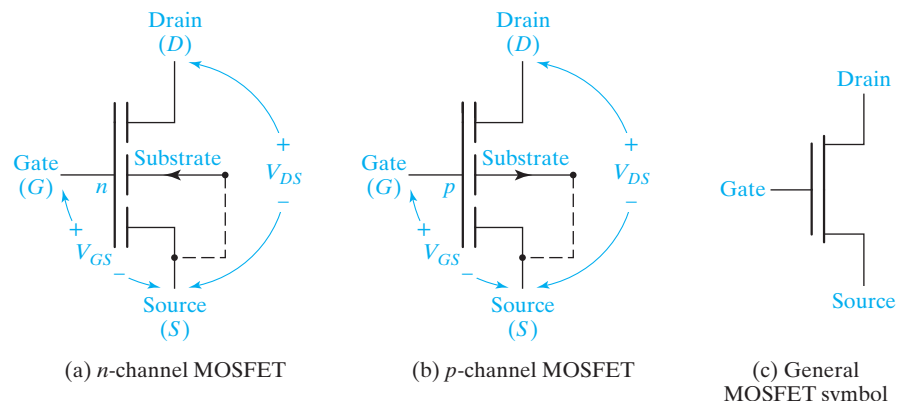 Drain
(D)
Gate
(G)
n
Substrate
+
V_DS
−
+
V_GS
−
Source
(S)
(a) n-channel MOSFET
Drain
(D)
Gate
(G)
p
Substrate
+
V_DS
−
+
V_GS
−
Source
(S)
(b) p-channel MOSFET
Drain
Gate
Source
(c) General
MOSFET symbol